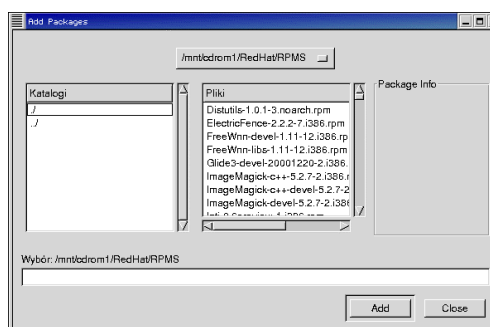 Add Packages
/mnt/cdrom1/RedHat/RPMS
Katalogi
./
../
Pliki
Distutils-1.0.1-3.noarch.rpm
ElectricFence-2.2.2-7.i386.rpm
FreeWnn-devel-1.11-12.i386.rp
FreeWnn-libs-1.11-12.i386.rpm
Glide3-devel-20001220-2.i386.
ImageMagick-c++-5.2.7-2.i386.r
ImageMagick-c++-devel-5.2.7-2
ImageMagick-devel-5.2.7-2.i386
Package Info
Wybór: /mnt/cdrom1/RedHat/RPMS
Add
Close